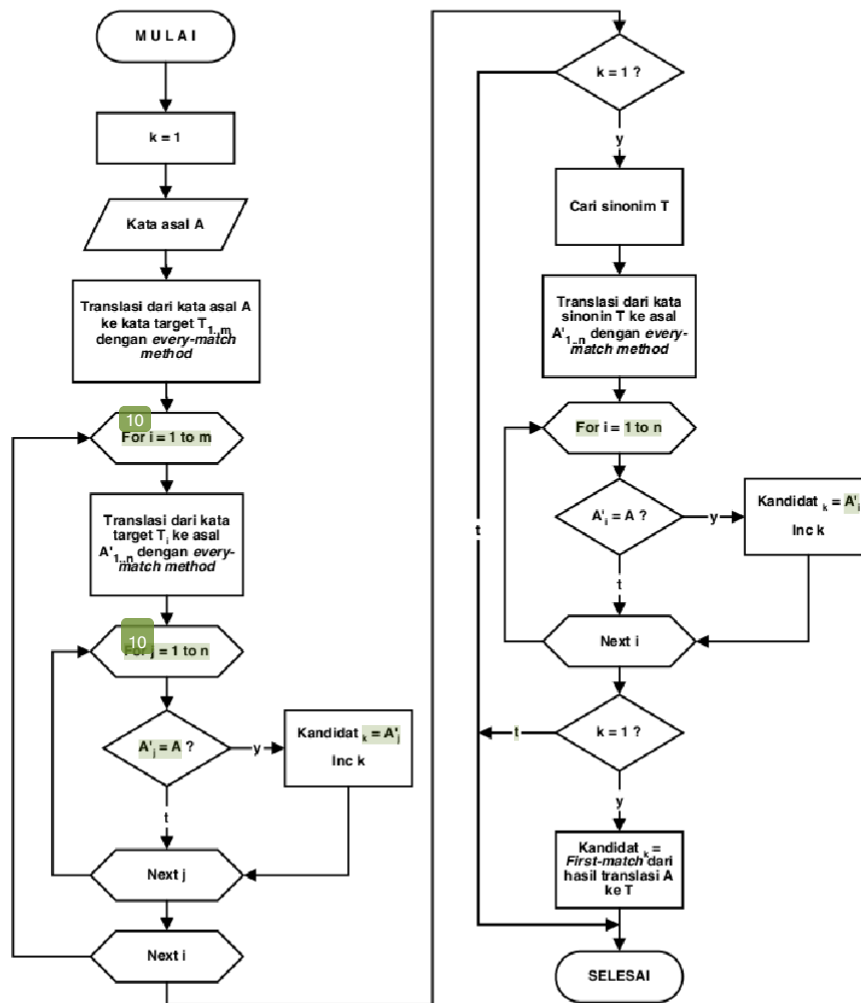 M U L A I
k = 1
Kata asal A
Translasi dari kata asal A
ke kata target T1..m
dengan every-match
method
10
For i = 1 to m
Translasi dari kata
target Ti ke asal
A'1..n dengan every-
match method
10
For j = 1 to n
A'j = A ?
y
Kandidat k = A'j
Inc k
t
Next j
Next i
k = 1 ?
y
t
Cari sinonim T
Translasi dari kata
sinonin T ke asal
A'1..n dengan every-
match method
For i = 1 to n
A'i = A ?
y
Kandidat k = A'i
Inc k
t
Next i
k = 1 ?
t
y
Kandidat k =
First-match dari
hasil translasi A
ke T
SELESAI